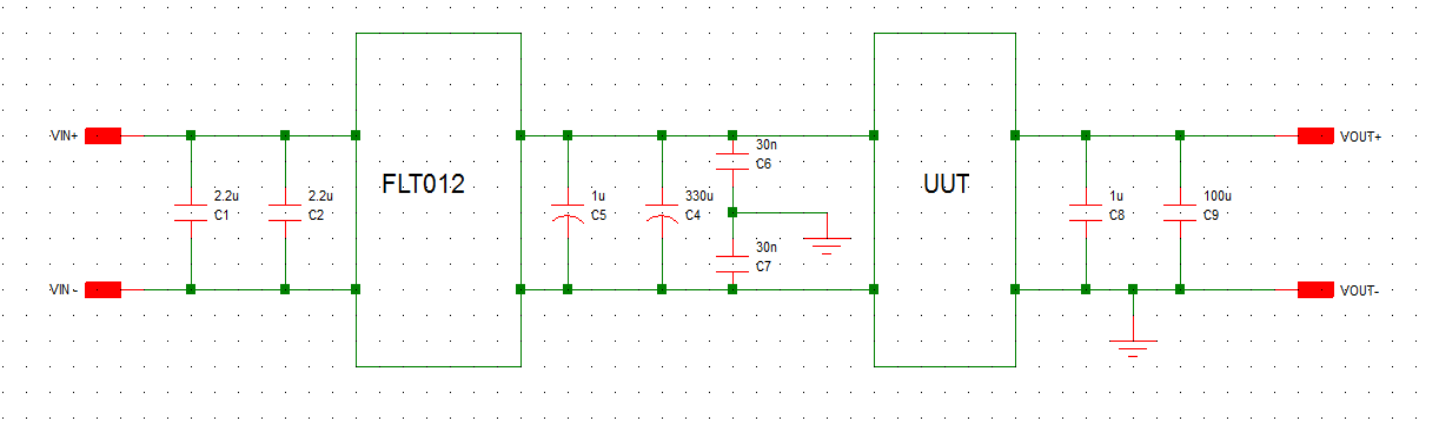 VIN+
VIN-
2.2u
C1
2.2u
C2
FLT012
1u
C5
330u
C4
30n
C6
30n
C7
UUT
1u
C8
100u
C9
VOUT+
VOUT-